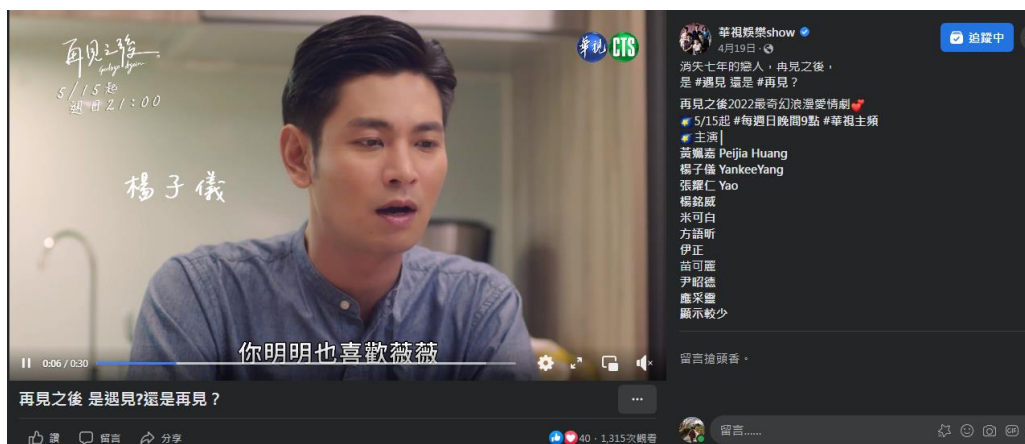 再見之後
goodbye again
5/15起
週日21:00
華視 CTS
楊子儀
你明明也喜歡薇薇
0:06 / 0:30
再見之後 是遇見?還是再見？
...
讚
留言
分享
40 · 1,315次觀看
華視娛樂show
4月19日
追蹤中
消失七年的戀人，再見之後，
是 #遇見 還是 #再見？
再見之後2022最奇幻浪漫愛情劇
5/15起 #每週日晚間9點 #華視主頻
主演|
黃姵嘉 Peijia Huang
楊子儀 YankeeYang
張耀仁 Yao
楊銘威
米可白
方語昕
伊正
苗可麗
尹昭德
應采靈
顯示較少
留言搶頭香。
留言......
GIF